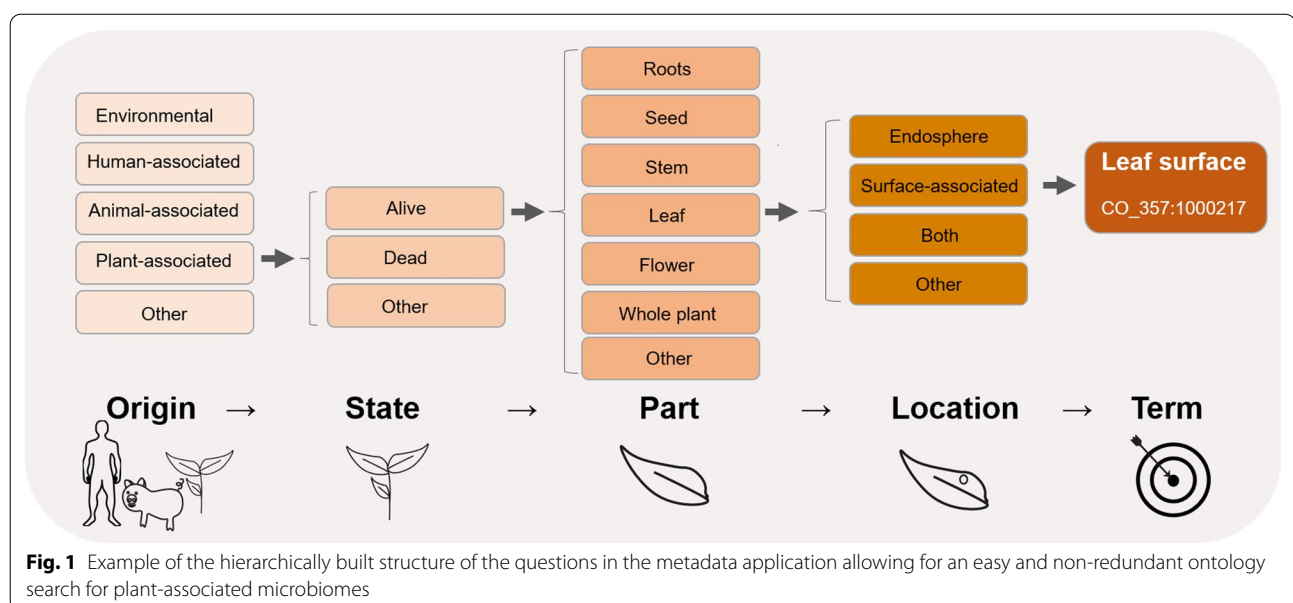 Environmental
Human-associated
Animal-associated
Plant-associated
Other
Alive
Dead
Other
Roots
Seed
Stem
Leaf
Flower
Whole plant
Other
Endosphere
Surface-associated
Both
Other
Leaf surface
CO_357:1000217
Origin → State → Part → Location → Term
Fig. 1 Example of the hierarchically built structure of the questions in the metadata application allowing for an easy and non-redundant ontology
search for plant-associated microbiomes